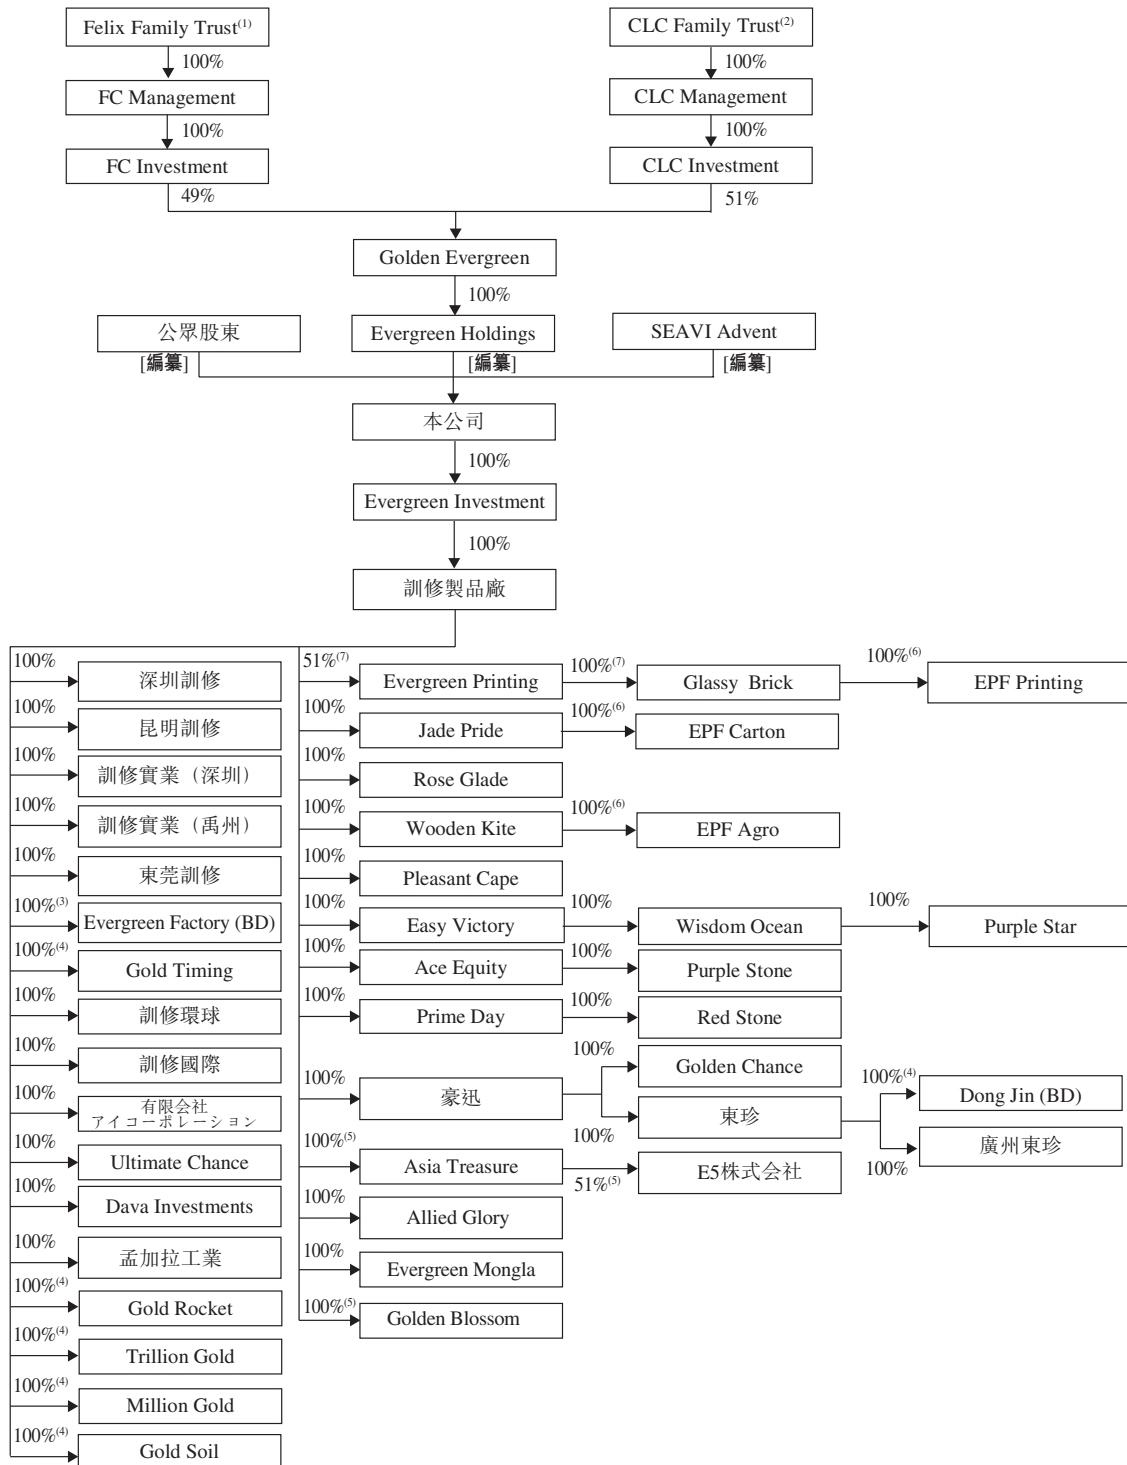 Felix Family Trust(1)
CLC Family Trust(2)
100%
100%
FC Management
CLC Management
100%
100%
FC Investment
CLC Investment
49%
51%
Golden Evergreen
100%
公眾股東
Evergreen Holdings
SEAVI Advent
[編纂]
[編纂]
[編纂]
本公司
100%
Evergreen Investment
100%
訓修製品廠
100%
深圳訓修
100%
昆明訓修
100%
訓修實業（深圳）
100%
訓修實業（禹州）
100%
東莞訓修
100%(3)
Evergreen Factory (BD)
100%(4)
Gold Timing
100%
訓修環球
100%
訓修國際
100%
有限会社
アイコーポレーション
100%
Ultimate Chance
100%
Dava Investments
100%
孟加拉工業
100%(4)
Gold Rocket
100%(4)
Trillion Gold
100%(4)
Million Gold
100%(4)
Gold Soil
51%(7)
Evergreen Printing
100%(7)
Glassy Brick
100%(6)
EPF Printing
100%
Jade Pride
100%(6)
EPF Carton
100%
Rose Glade
100%
Wooden Kite
100%(6)
EPF Agro
100%
Pleasant Cape
100%
Easy Victory
100%
Wisdom Ocean
100%
Purple Star
100%
Ace Equity
100%
Purple Stone
100%
Prime Day
100%
Red Stone
100%
豪迅
100%
Golden Chance
100%
東珍
100%(4)
Dong Jin (BD)
100%
廣州東珍
100%(5)
Asia Treasure
51%(5)
E5株式会社
100%
Allied Glory
100%
Evergreen Mongla
100%(5)
Golden Blossom